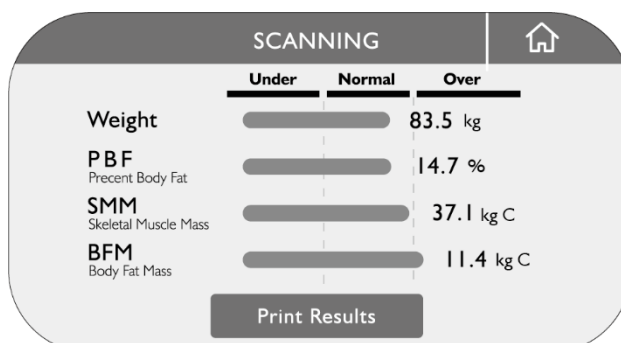 SCANNING
Under Normal Over
Weight 83.5 kg
PBF 14.7 %
Precent Body Fat
SMM 37.1 kg C
Skeletal Muscle Mass
BFM 11.4 kg C
Body Fat Mass
Print Results